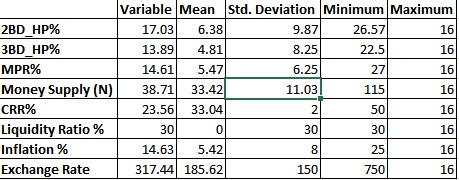 Variable Mean Std. Deviation Minimum Maximum
2BD_HP% 17.03 6.38 9.87 26.57 16
3BD_HP% 13.89 4.81 8.25 22.5 16
MPR% 14.61 5.47 6.25 27 16
Money Supply (N) 38.71 33.42 11.03 115 16
CRR% 23.56 33.04 2 50 16
Liquidity Ratio % 30 0 30 30 16
Inflation % 14.63 5.42 8 25 16
Exchange Rate 317.44 185.62 150 750 16